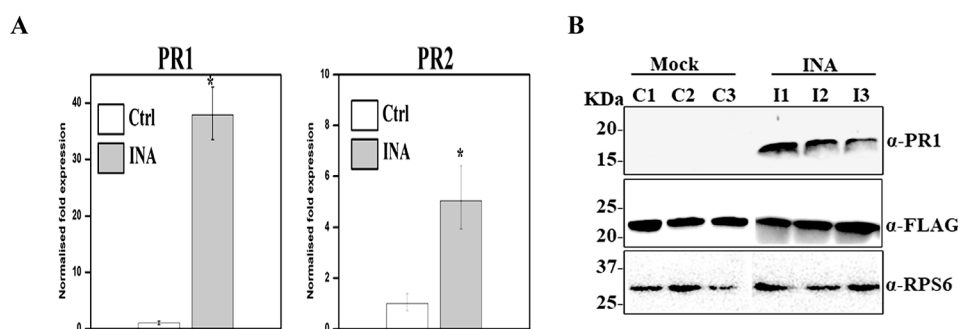 A
PR1
Normalised fold expression
40
30
20
10
0
Ctrl
INA
*
PR2
Normalised fold expression
10
8
6
4
2
0
Ctrl
INA
*
B
Mock INA
KDa C1 C2 C3 I1 I2 I3
20
15
α-PR1
25
20
α-FLAG
37
25
α-RPS6